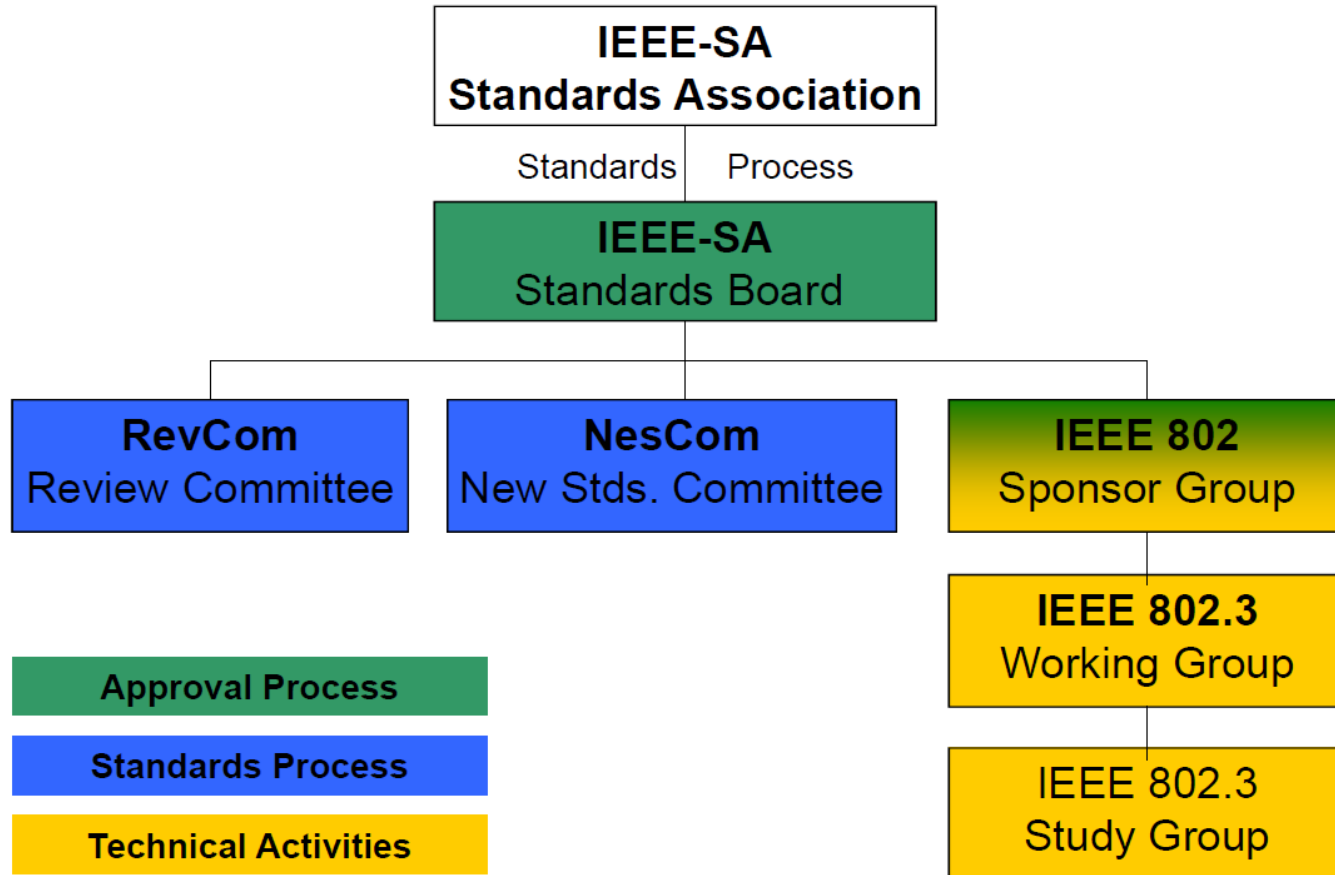 IEEE-SA
Standards Association
Standards Process
IEEE-SA
Standards Board
RevCom
Review Committee
NesCom
New Stds. Committee
IEEE 802
Sponsor Group
IEEE 802.3
Working Group
IEEE 802.3
Study Group
Approval Process
Standards Process
Technical Activities